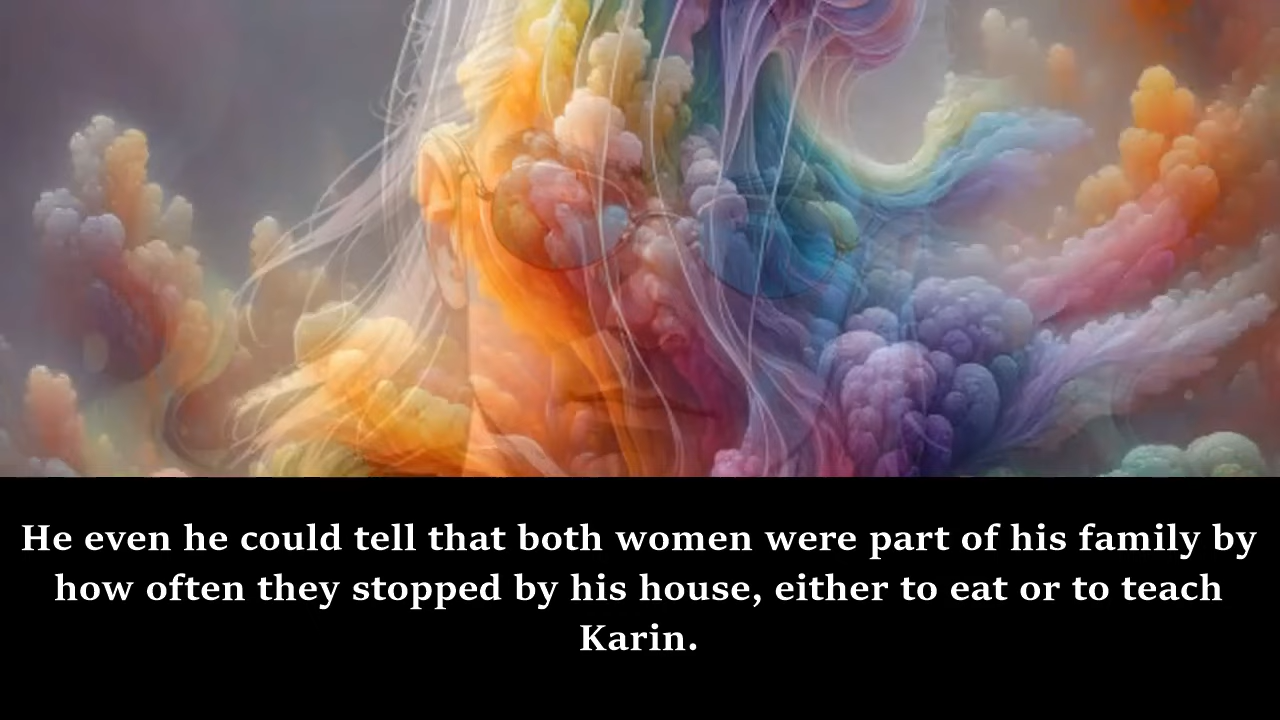 He even he could tell that both women were part of his family by
how often they stopped by his house, either to eat or to teach
Karin.